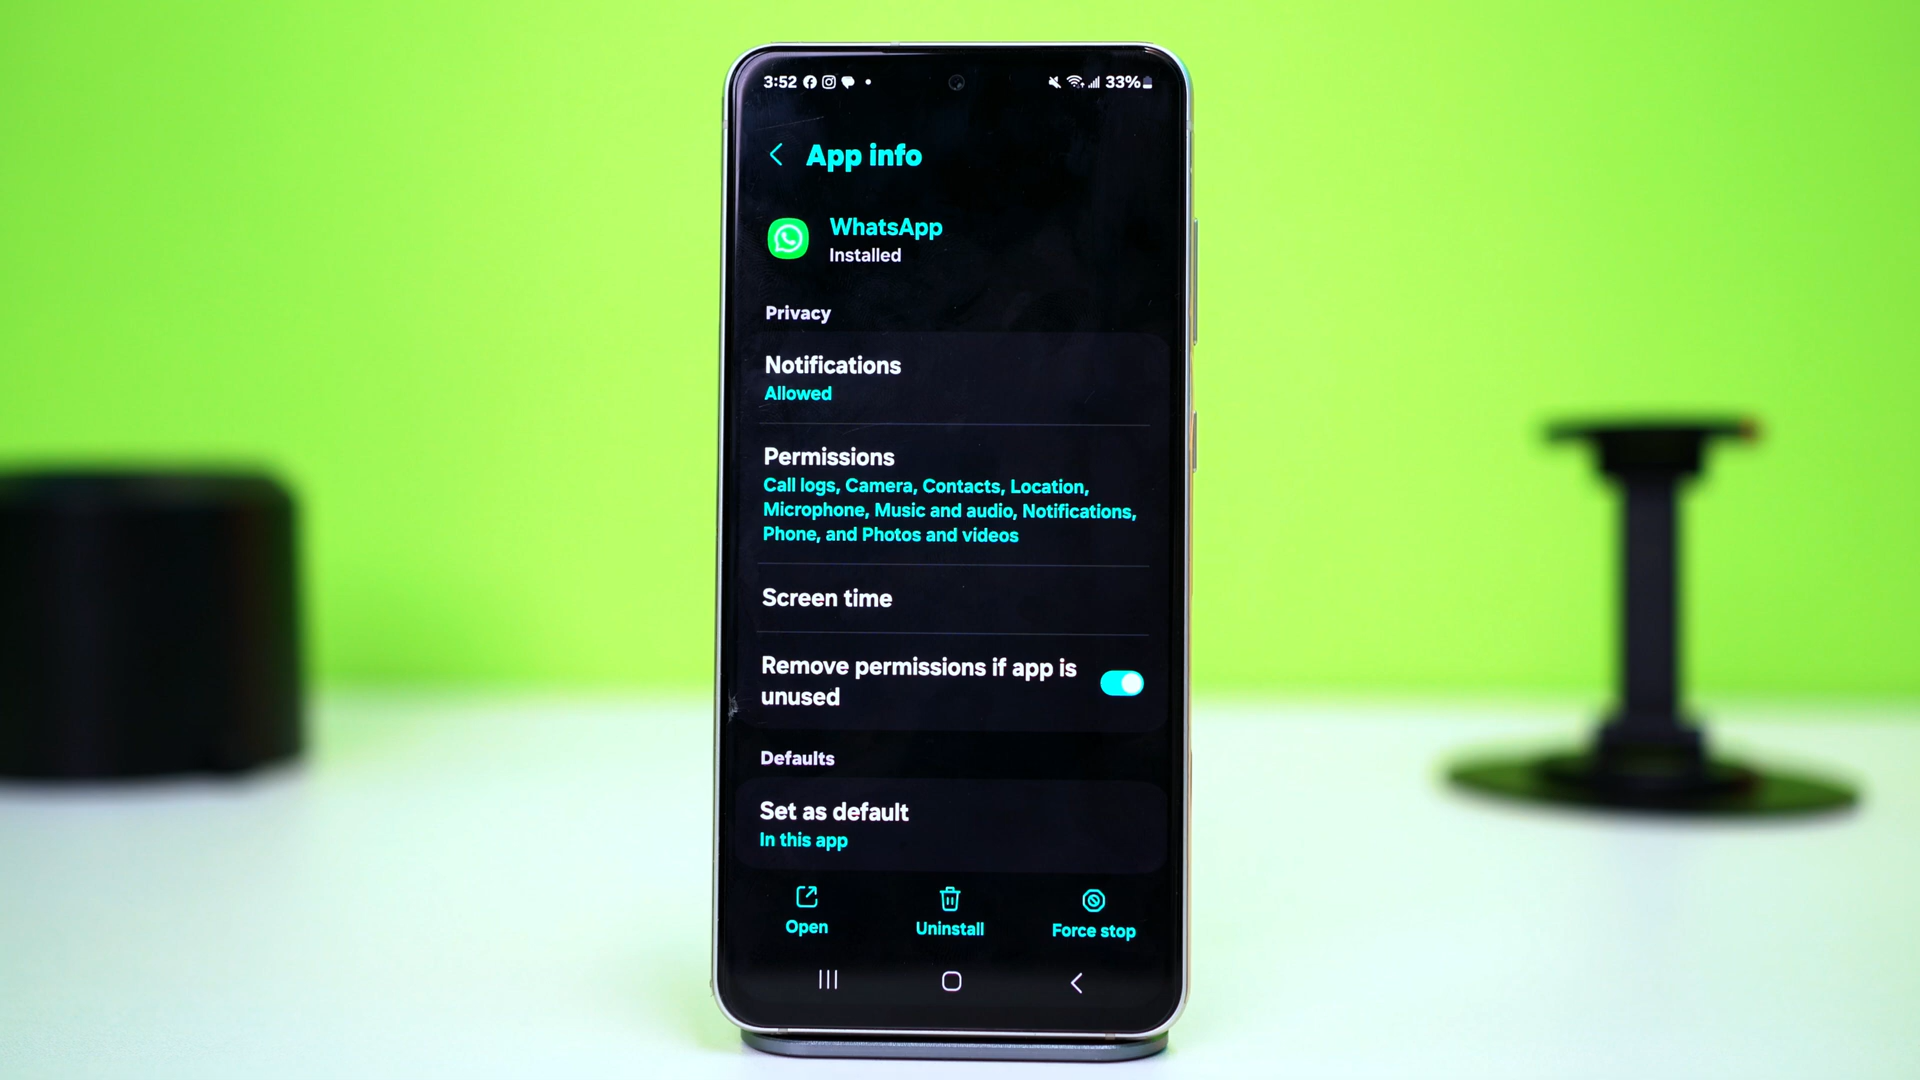 3:52 33%
App info
WhatsApp
Installed
Privacy
Notifications
Allowed
Permissions
Call logs, Camera, Contacts, Location,
Microphone, Music and audio, Notifications,
Phone, and Photos and videos
Screen time
Remove permissions if app is
unused
Defaults
Set as default
In this app
Open Uninstall Force stop